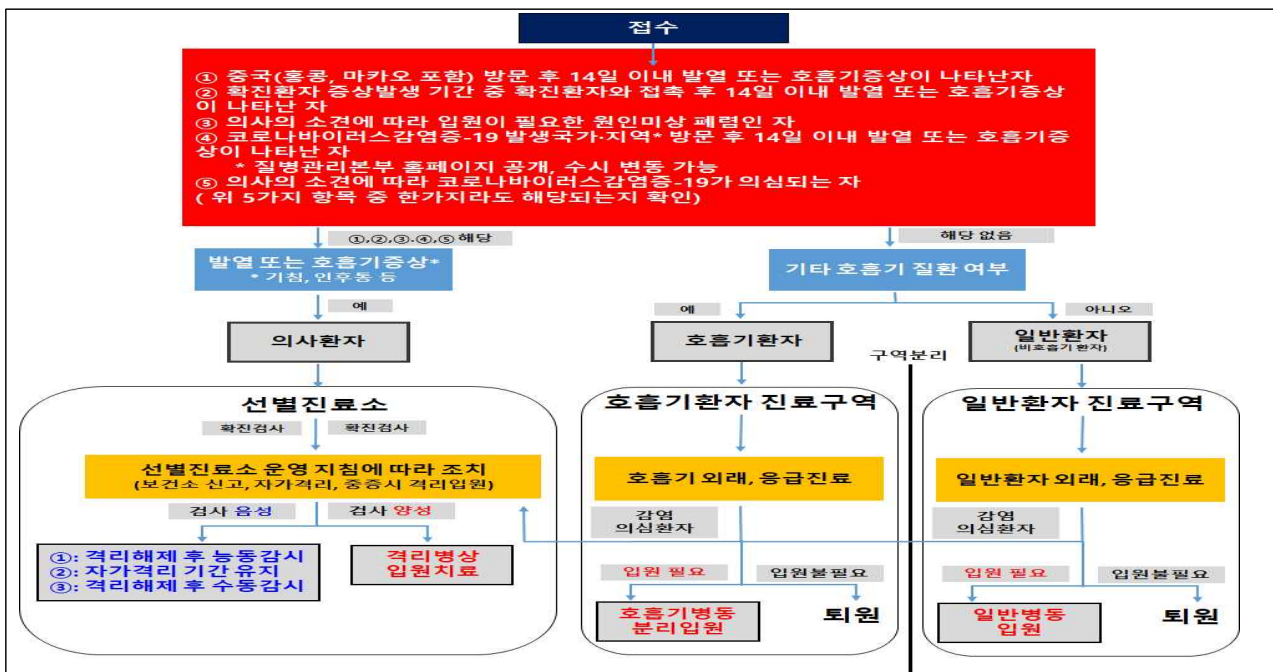 접수
① 중국(홍콩, 마카오 포함) 방문 후 14일 이내 발열 또는 호흡기증상이 나타난자
② 확진환자 증상발생 기간 중 확진환자와 접촉 후 14일 이내 발열 또는 호흡기증상
이 나타난 자
③ 의사의 소견에 따라 입원이 필요한 원인미상 폐렴인 자
④ 코로나바이러스감염증-19 발생국가·지역* 방문 후 14일 이내 발열 또는 호흡기증
상이 나타난 자
* 질병관리본부 홈페이지 공개, 수시 변동 가능
⑤ 의사의 소견에 따라 코로나바이러스감염증-19가 의심되는 자
( 위 5가지 항목 중 한가지라도 해당되는지 확인)
①,②,③.④,⑤ 해당
해당 없음
발열 또는 호흡기증상*
* 기침, 인후통 등
기타 호흡기 질환 여부
예
예
아니오
의사환자
호흡기환자
일반환자
(비호흡기 환자)
구역분리
선별진료소
호흡기환자 진료구역
일반환자 진료구역
확진검사
확진검사
선별진료소 운영 지침에 따라 조치
(보건소 신고, 자가격리, 중증시 격리입원)
호흡기 외래, 응급진료
일반환자 외래, 응급진료
검사 음성
검사 양성
감염
의심환자
감염
의심환자
①: 격리해제 후 능동감시
②: 자가격리 기간 유지
③: 격리해제 후 수동감시
격리병상
입원치료
입원 필요
입원불필요
입원 필요
입원불필요
호흡기병동
분리입원
퇴원
일반병동
입원
퇴원